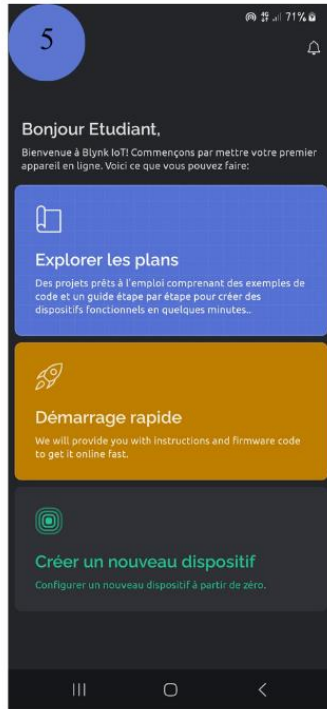 5
71%
Bonjour Etudiant,
Bienvenue à Blynk IoT! Commençons par mettre votre premier
appareil en ligne. Voici ce que vous pouvez faire:
Explorer les plans
Des projets prêts à l'emploi comprenant des exemples de
code et un guide étape par étape pour créer des
dispositifs fonctionnels en quelques minutes..
Démarrage rapide
We will provide you with instructions and firmware code
to get it online fast.
Créer un nouveau dispositif
Configurer un nouveau dispositif à partir de zéro.